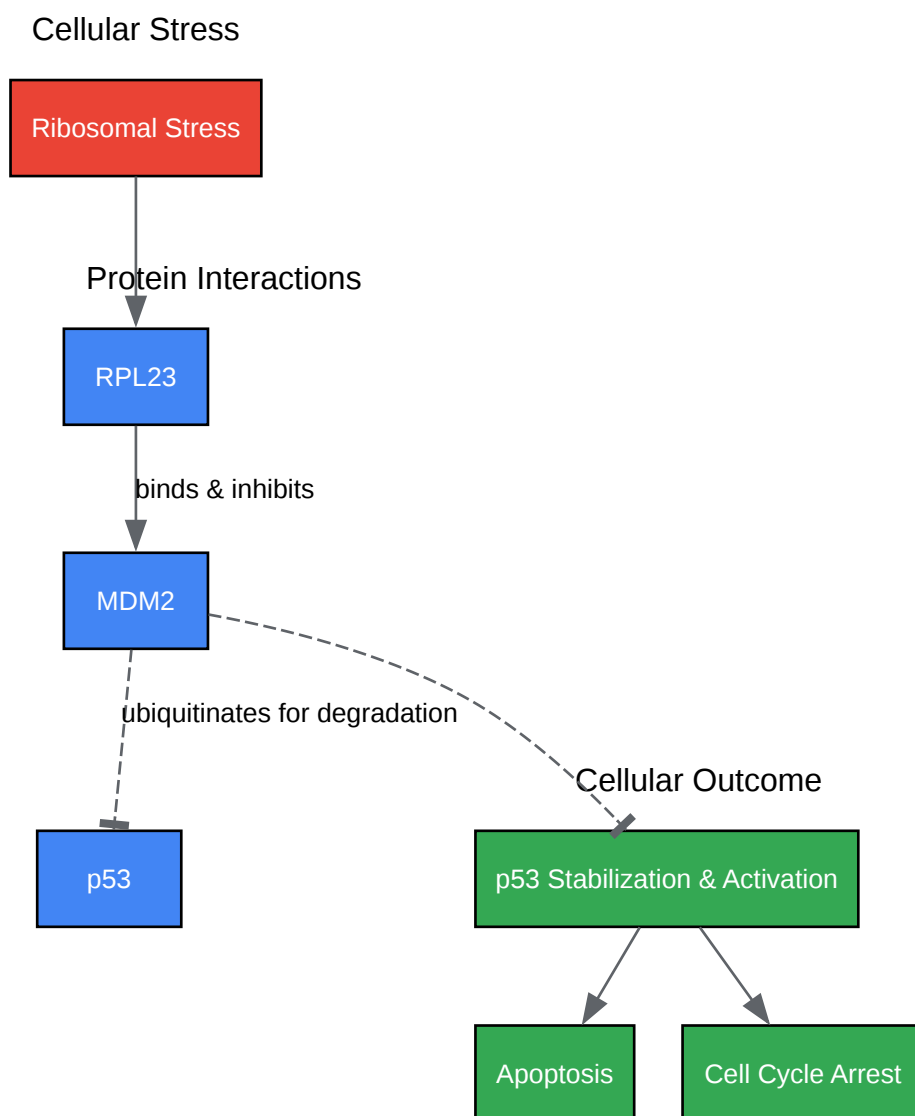 Cellular Stress
Ribosomal Stress
Protein Interactions
RPL23
binds & inhibits
MDM2
ubiquitinates for degradation
Cellular Outcome
p53
p53 Stabilization & Activation
Apoptosis
Cell Cycle Arrest